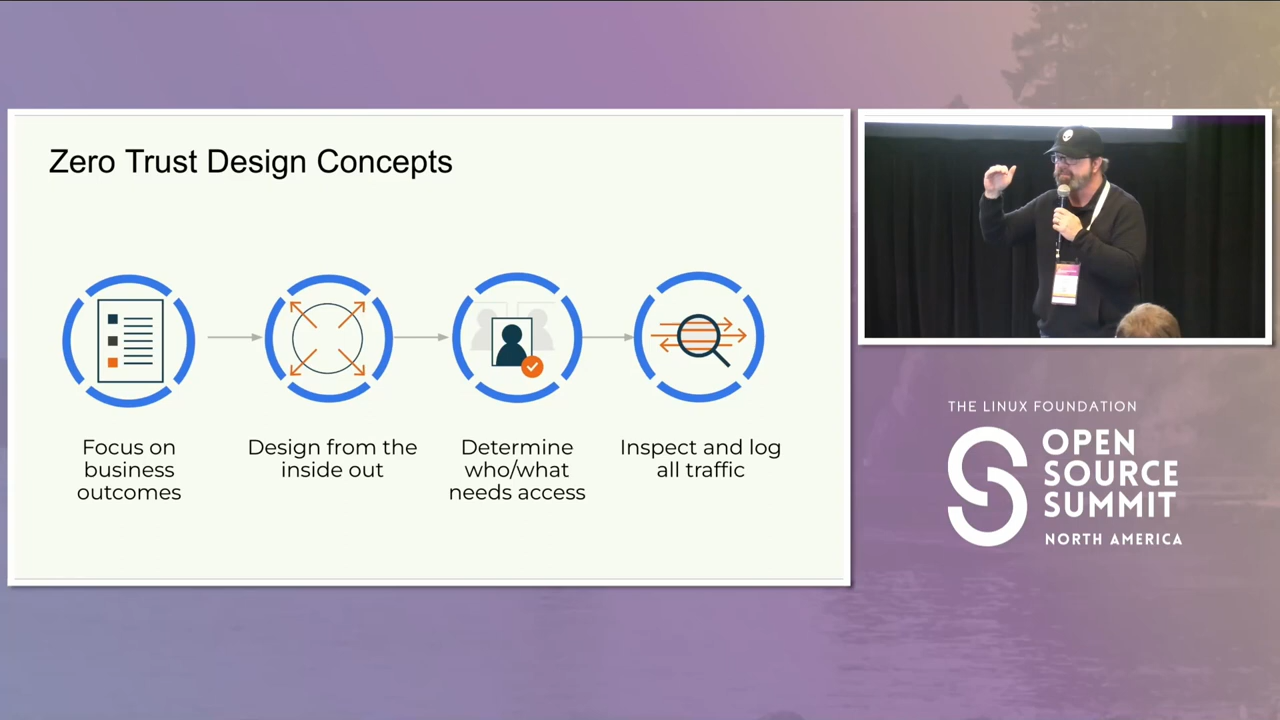 Zero Trust Design Concepts
Focus on
business
outcomes
Design from the
inside out
Determine
who/what
needs access
Inspect and log
all traffic
THE LINUX FOUNDATION
OPEN
SOURCE
SUMMIT
NORTH AMERICA